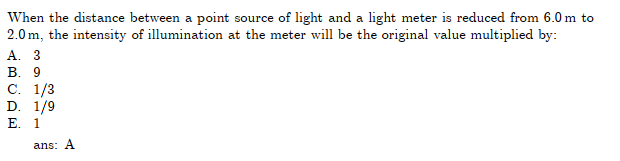 When the distance between a point source of light and a light meter is reduced from 6.0 m to
2.0 m, the intensity of illumination at the meter will be the original value multiplied by:
A. 3
B. 9
C. 1/3
D. 1/9
E. 1
ans: A